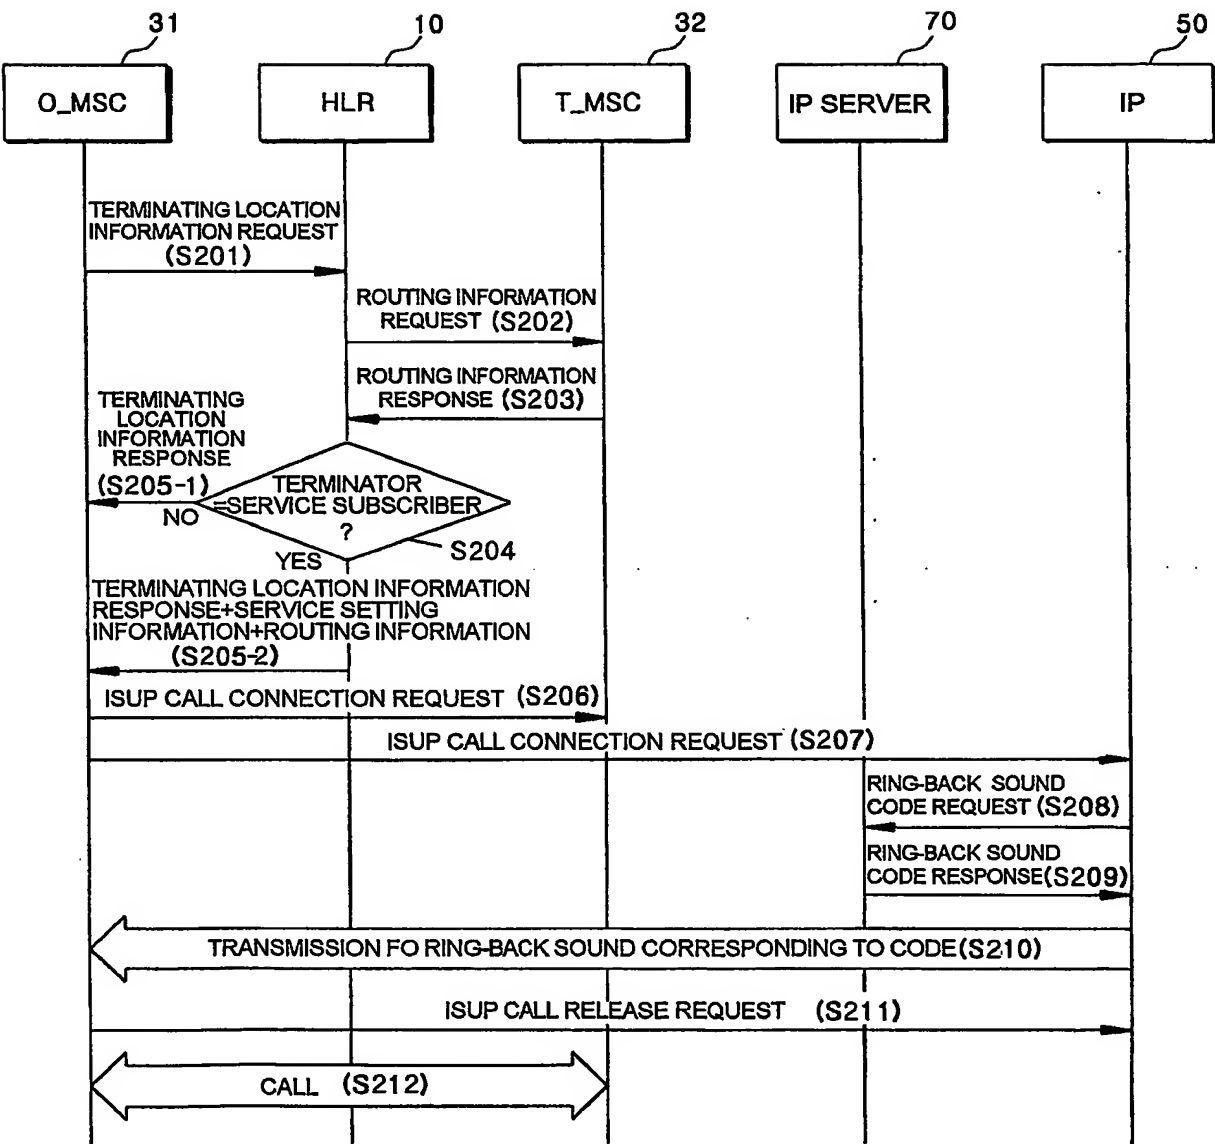 31
10
32
70
50
O_MSC
HLR
T_MSC
IP SERVER
IP
TERMINATING LOCATION
INFORMATION REQUEST
(S201)
ROUTING INFORMATION
REQUEST (S202)
ROUTING INFORMATION
RESPONSE (S203)
TERMINATING
LOCATION
INFORMATION
RESPONSE
(S205-1)
NO
TERMINATOR
=SERVICE SUBSCRIBER
?
S204
YES
TERMINATING LOCATION INFORMATION
RESPONSE+SERVICE SETTING
INFORMATION+ROUTING INFORMATION
(S205-2)
ISUP CALL CONNECTION REQUEST (S206)
ISUP CALL CONNECTION REQUEST (S207)
RING-BACK SOUND
CODE REQUEST (S208)
RING-BACK SOUND
CODE RESPONSE(S209)
TRANSMISSION FO RING-BACK SOUND CORRESPONDING TO CODE(S210)
ISUP CALL RELEASE REQUEST (S211)
CALL (S212)